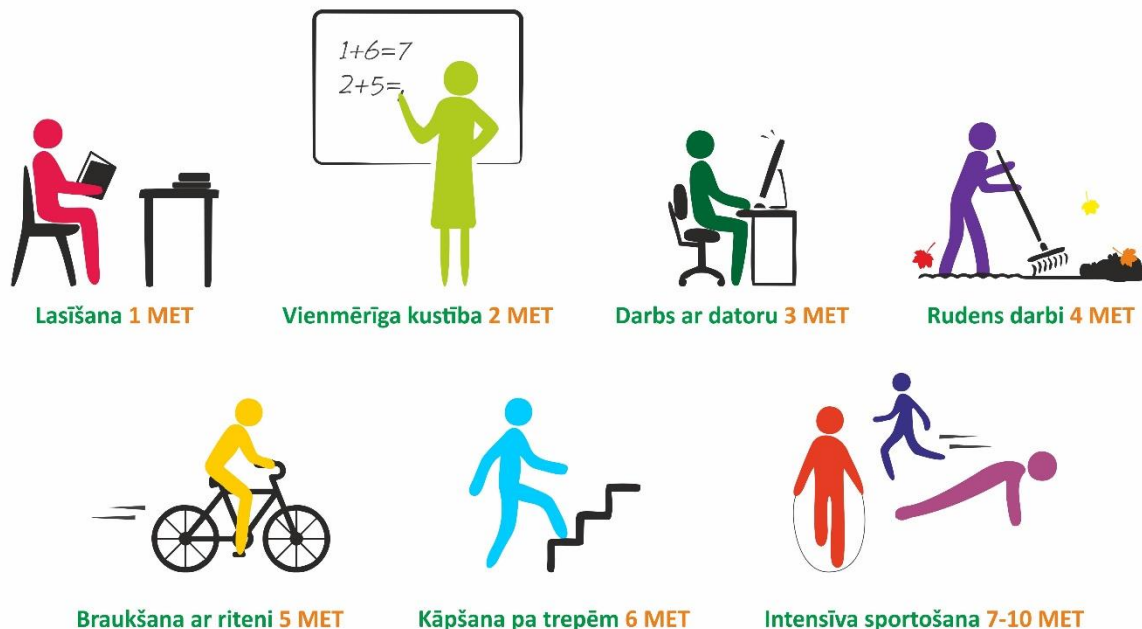 1+6=7
2+5=
Lasīšana 1 MET
Vienmērīga kustība 2 MET
Darbs ar datoru 3 MET
Rudens darbi 4 MET
Braukšana ar riteni 5 MET
Kāpšana pa trepēm 6 MET
Intensīva sportošana 7-10 MET